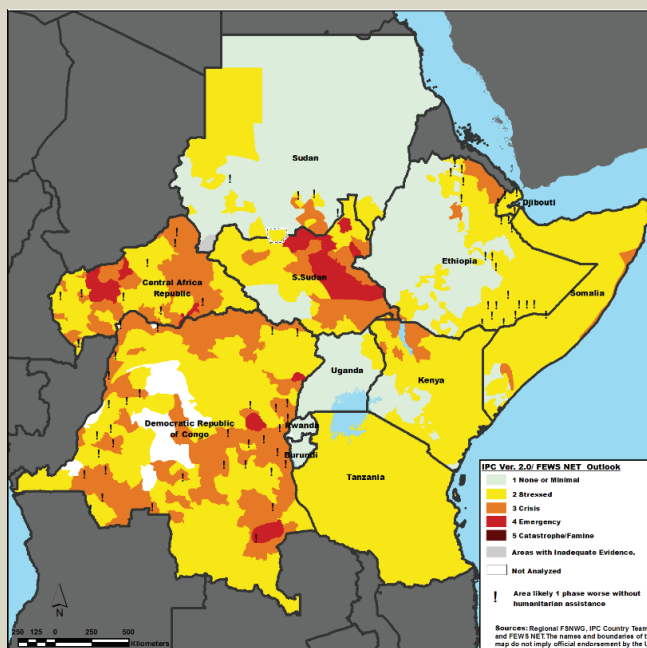 Sudan
Djibouti
Ethiopia
S.Sudan
Central Africa
Republic
Somalia
Uganda
Kenya
Democratic Republic
of Congo
Rwanda
Burundi
Tanzania
IPC Ver. 2.0/ FEWS NET Outlook
1 None or Minimal
2 Stressed
3 Crisis
4 Emergency
5 Catastrophe/Famine
Areas with Inadequate Evidence.
Not Analyzed
! Area likely 1 phase worse without
humanitarian assistance
N
250 125 0 250 500
Kilometers
Sources: Regional FSNWG, IPC Country Team
and FEWS NET.The names and boundaries of t
map do not imply official endorsement by the U